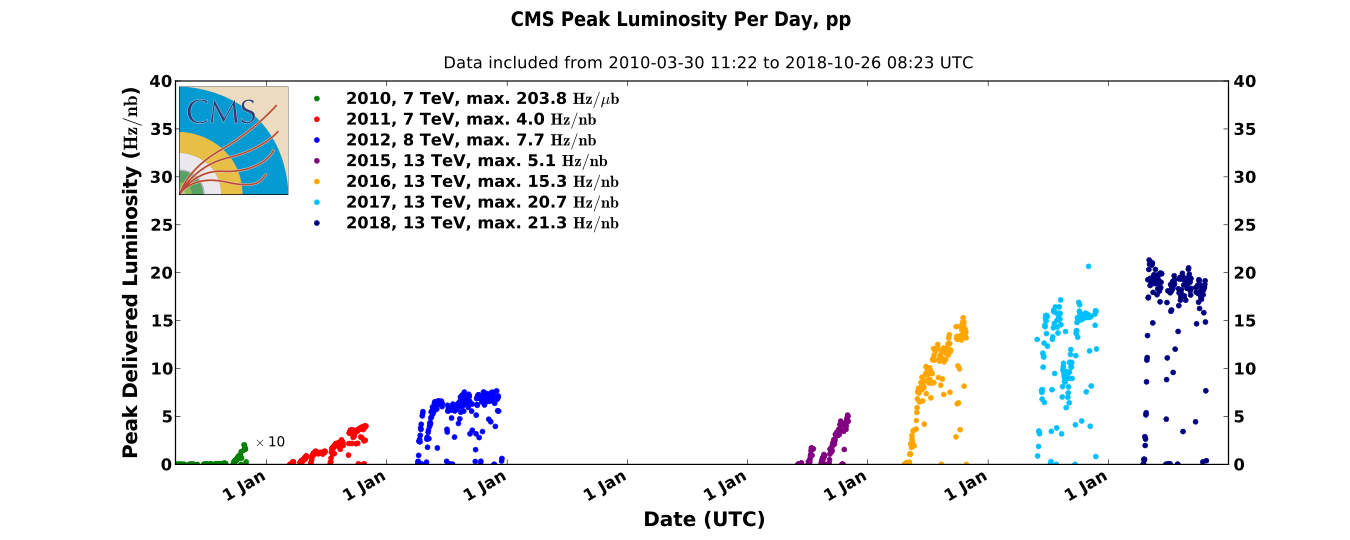 CMS Peak Luminosity Per Day, pp
Data included from 2010-03-30 11:22 to 2018-10-26 08:23 UTC
CMS
2010, 7 TeV, max. 203.8 Hz/μb
2011, 7 TeV, max. 4.0 Hz/nb
2012, 8 TeV, max. 7.7 Hz/nb
2015, 13 TeV, max. 5.1 Hz/nb
2016, 13 TeV, max. 15.3 Hz/nb
2017, 13 TeV, max. 20.7 Hz/nb
2018, 13 TeV, max. 21.3 Hz/nb
Peak Delivered Luminosity (Hz/nb)
40
35
30
25
20
15
10
5
0
× 10
40
35
30
25
20
15
10
5
0
1 Jan
1 Jan
1 Jan
1 Jan
1 Jan
1 Jan
1 Jan
1 Jan
Date (UTC)